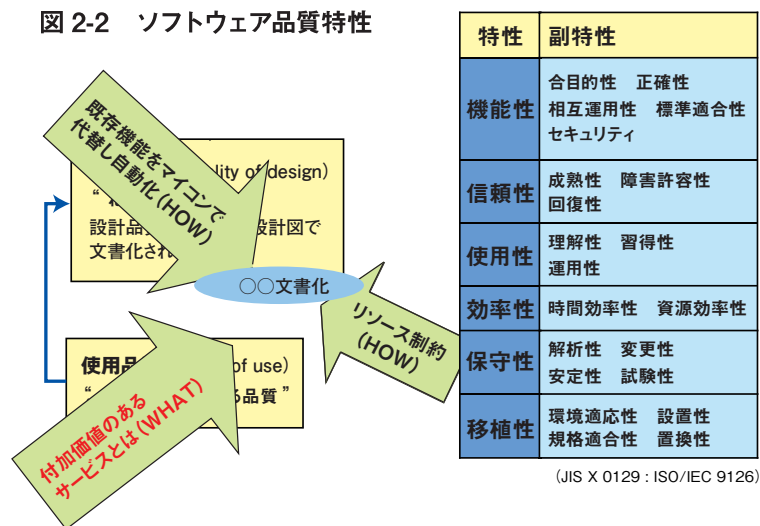 図 2-2 ソフトウェア品質特性
既存機能をマイコンで
代替し自動化（HOW）
ity of design）
“
設計品 設計図で
文書化され
○○文書化
リソース制約
（HOW）
使用品 of use）
“ 品質 ”
付加価値のある
サービスとは（WHAT）
特性 副特性
機能性 合目的性 正確性
相互運用性 標準適合性
セキュリティ
信頼性 成熟性 障害許容性
回復性
使用性 理解性 習得性
運用性
効率性 時間効率性 資源効率性
保守性 解析性 変更性
安定性 試験性
移植性 環境適応性 設置性
規格適合性 置換性
（JIS X 0129 : ISO/IEC 9126）